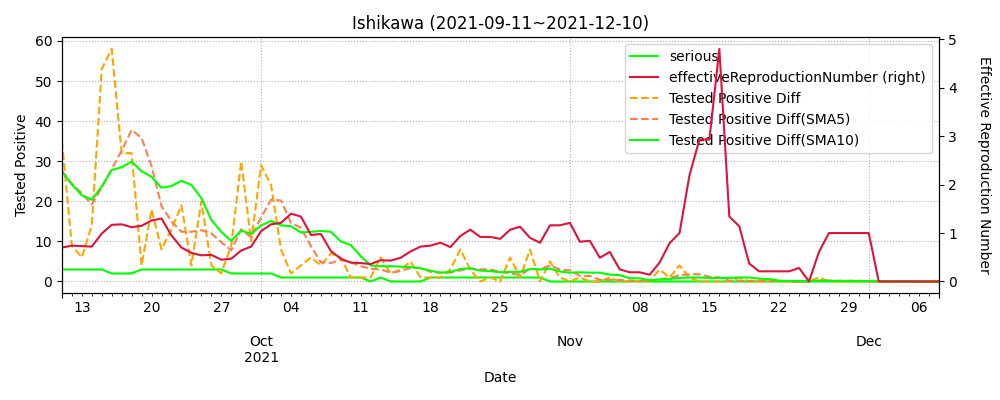 Ishikawa (2021-09-11~2021-12-10)
60
50
40
30
20
10
0
Tested Positive
5
4
3
2
1
0
Effective Reproduction Number
serious
effectiveReproductionNumber (right)
Tested Positive Diff
Tested Positive Diff(SMA5)
Tested Positive Diff(SMA10)
13 20 27 04 11 18 25 08 15 22 29 06
Oct Nov Dec
2021
Date